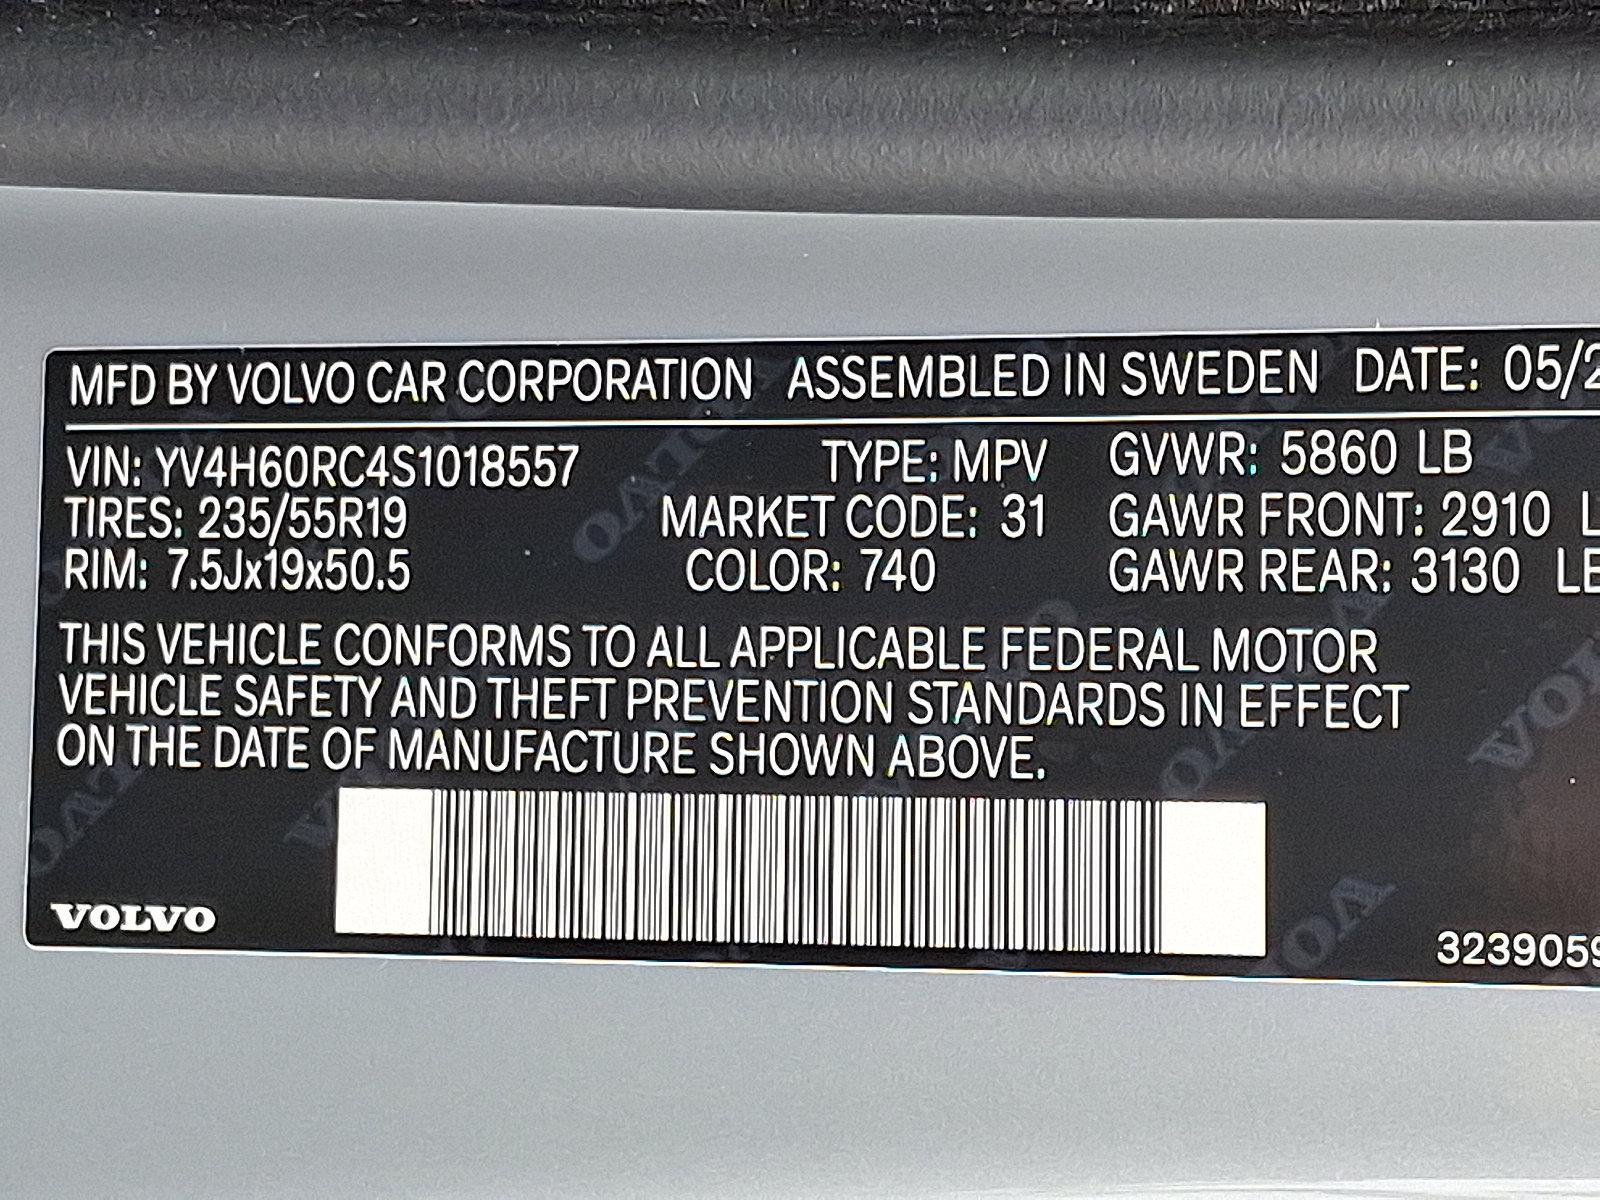 MFD BY VOLVO CAR CORPORATION ASSEMBLED IN SWEDEN DATE: 05/2
VIN: YV4H60RC4S1018557 TYPE: MPV GVWR: 5860 LB
TIRES: 235/55R19 MARKET CODE: 31 GAWR FRONT: 2910 L
RIM: 7.5Jx19x50.5 COLOR: 740 GAWR REAR: 3130 LB
THIS VEHICLE CONFORMS TO ALL APPLICABLE FEDERAL MOTOR
VEHICLE SAFETY AND THEFT PREVENTION STANDARDS IN EFFECT
ON THE DATE OF MANUFACTURE SHOWN ABOVE.
VOLVO
3239059